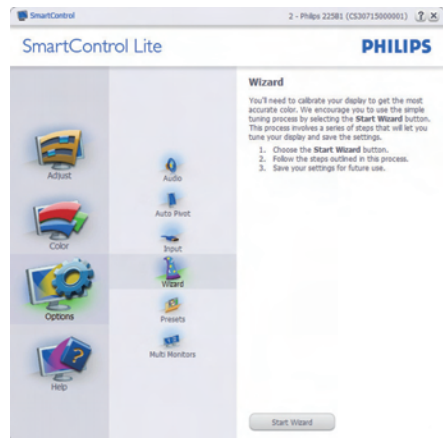 SmartControl
2 - Philips 225B1 (CS30715000001)
SmartControl Lite
PHILIPS
Adjust
Color
Options
Help
Audio
Auto Pivot
Input
Wizard
Presets
Multi Monitors
Wizard
You'll need to calibrate your display to get the most
accurate color. We encourage you to use the simple
tuning process by selecting the Start Wizard button.
This process involves a series of steps that will let you
tune your display and save the settings.
1. Choose the Start Wizard button.
2. Follow the steps outlined in this process.
3. Save your settings for future use.
Start Wizard